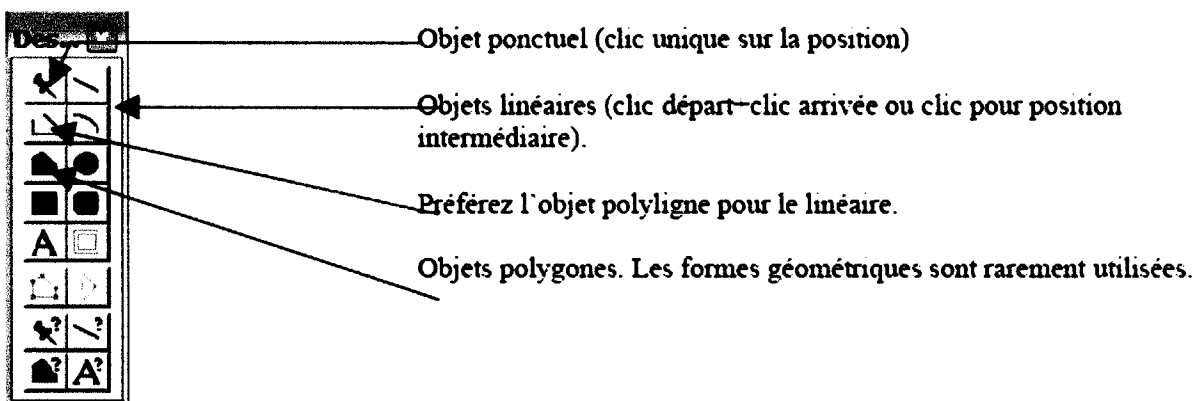 Des...
Objet ponctuel (clic unique sur la position)
Objets linéaires (clic départ–clic arrivée ou clic pour position
intermédiaire).
Préférez l`objet polyligne pour le linéaire.
Objets polygones. Les formes géométriques sont rarement utilisées.
A
?
?
?
A?